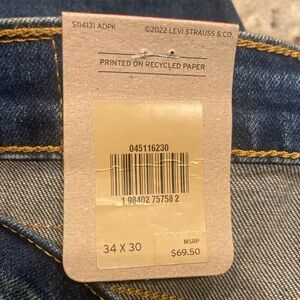 S114131 ADPK ©2022 LEVI STRAUSS & CO.
PRINTED ON RECYCLED PAPER
045116230
1 98402 75758 2
34 X 30
MSRP
$69.50